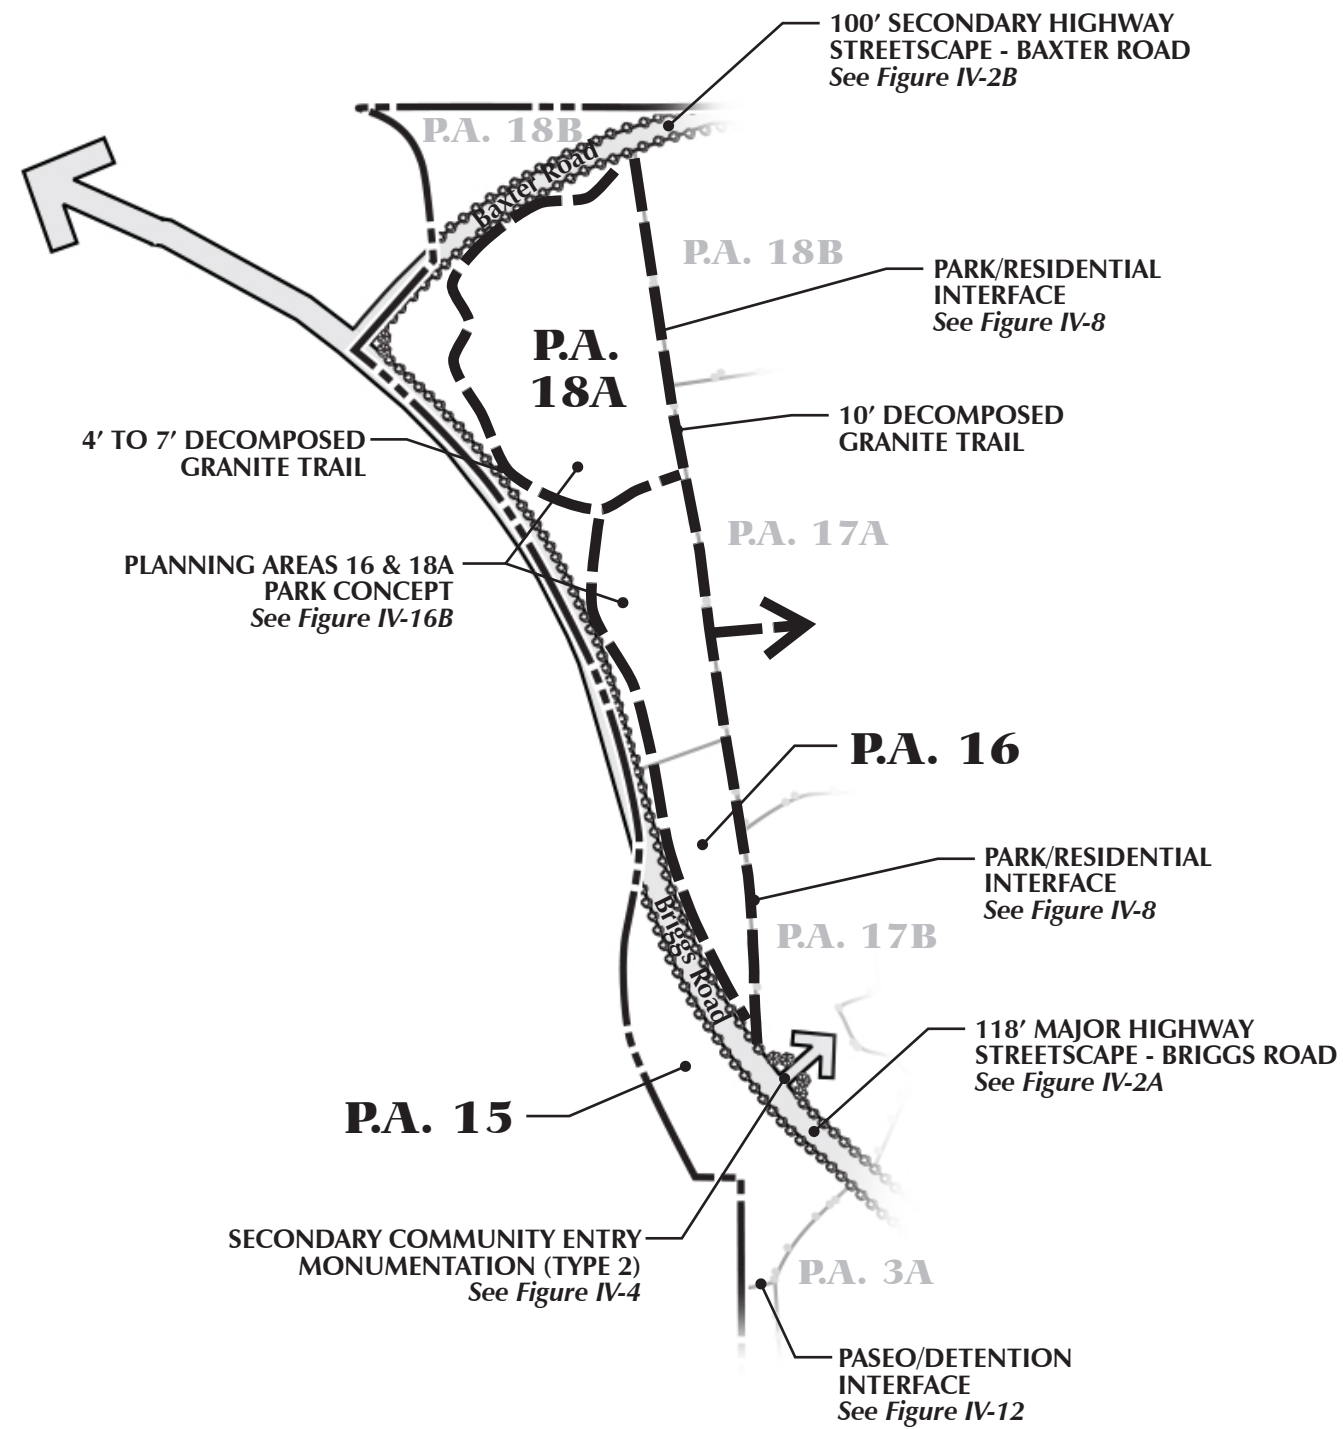 100′ SECONDARY HIGHWAY
STREETSCAPE - BAXTER ROAD
See Figure IV-2B
P.A. 18B
Baxter Road
P.A. 18B
PARK/RESIDENTIAL
INTERFACE
See Figure IV-8
P.A.
18A
10′ DECOMPOSED
GRANITE TRAIL
4′ TO 7′ DECOMPOSED
GRANITE TRAIL
P.A. 17A
PLANNING AREAS 16 & 18A
PARK CONCEPT
See Figure IV-16B
P.A. 16
PARK/RESIDENTIAL
INTERFACE
See Figure IV-8
P.A. 17B
Briggs Road
118′ MAJOR HIGHWAY
STREETSCAPE - BRIGGS ROAD
See Figure IV-2A
P.A. 15
SECONDARY COMMUNITY ENTRY
MONUMENTATION (TYPE 2)
See Figure IV-4
P.A. 3A
PASEO/DETENTION
INTERFACE
See Figure IV-12